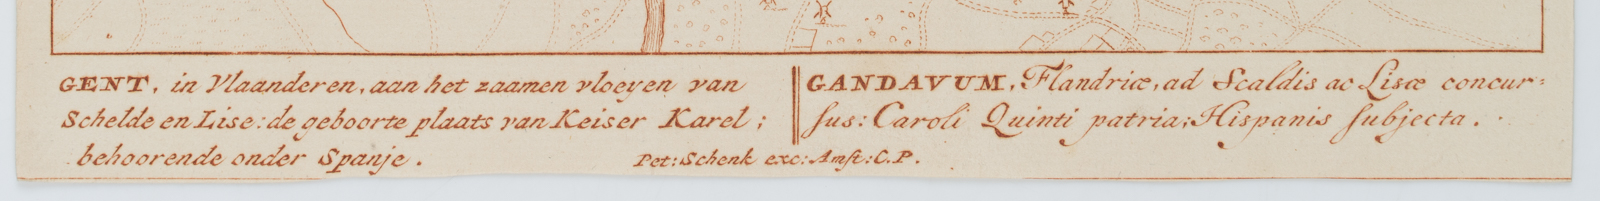 GENT, in Vlaanderen, aan het zaamen vloeyen van
Schelde en Lise: de geboorte plaats van Keiser Karel;
behoorende onder Spanje.
GANDAVUM, Flandriæ, ad Scaldis ac Lisæ concur-
sus: Caroli Quinti patria; Hispanis subjecta.
Pet: Schenk exc: Amst: C.P.